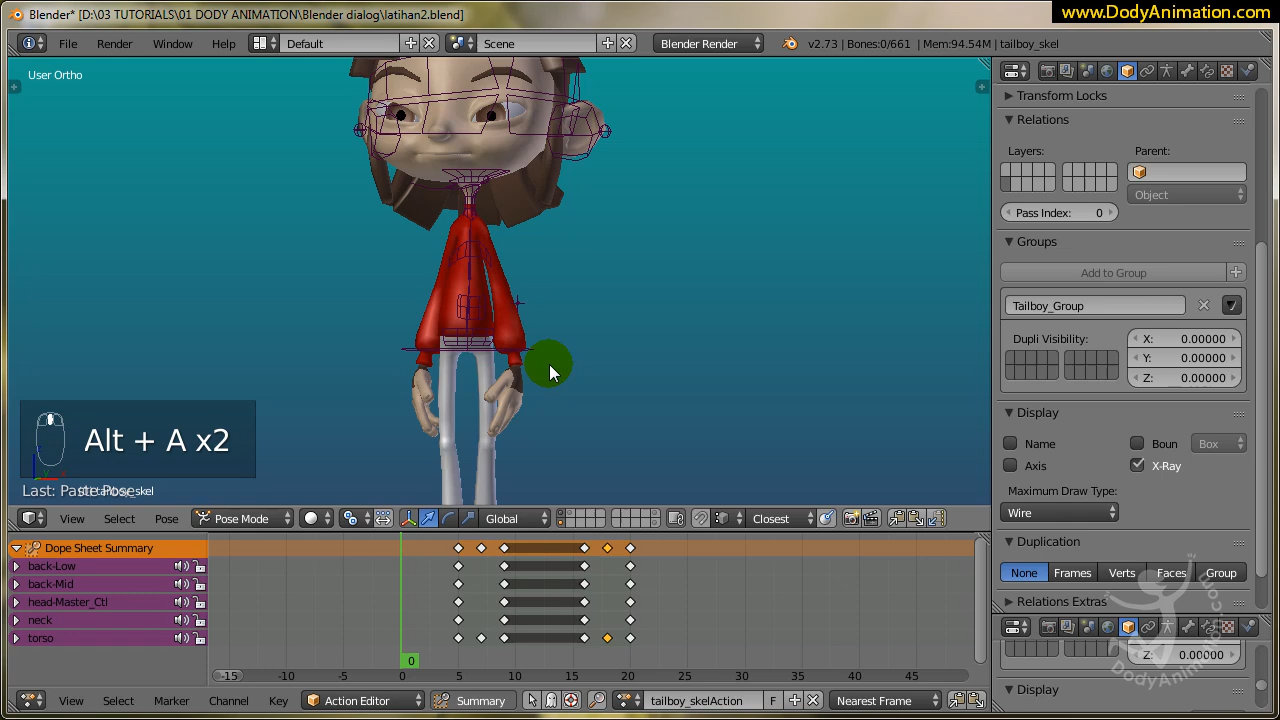 Blender* [D:\03 TUTORIALS\01 DODY ANIMATION\Blender dialog\latihan2.blend]
www.DodyAnimation.com
File Render Window Help Default Scene Blender Render v2.73 | Bones:0/661 | Mem:94.54M | tailboy_skel
User Ortho
Transform Locks
Relations
Layers: Parent:
Object
Pass Index: 0
Groups
Add to Group
Tailboy_Group
Dupli Visibility: X: 0.00000
Y: 0.00000
Z: 0.00000
Display
Name Boun Box
Axis X-Ray
Maximum Draw Type:
Wire
Duplication
None Frames Verts Faces Group
Relations Extras
Z: 0.00000
Display
Alt + A x2
Last: Paste Pose
View Select Pose Pose Mode Global Closest
Dope Sheet Summary
back-Low
back-Mid
head-Master_Ctl
neck
torso
0
-15 -10 -5 0 5 10 15 20 25 30 35 40 45
View Select Marker Channel Key Action Editor Summary tailboy_skelAction F Nearest Frame
DodyAnimation.com